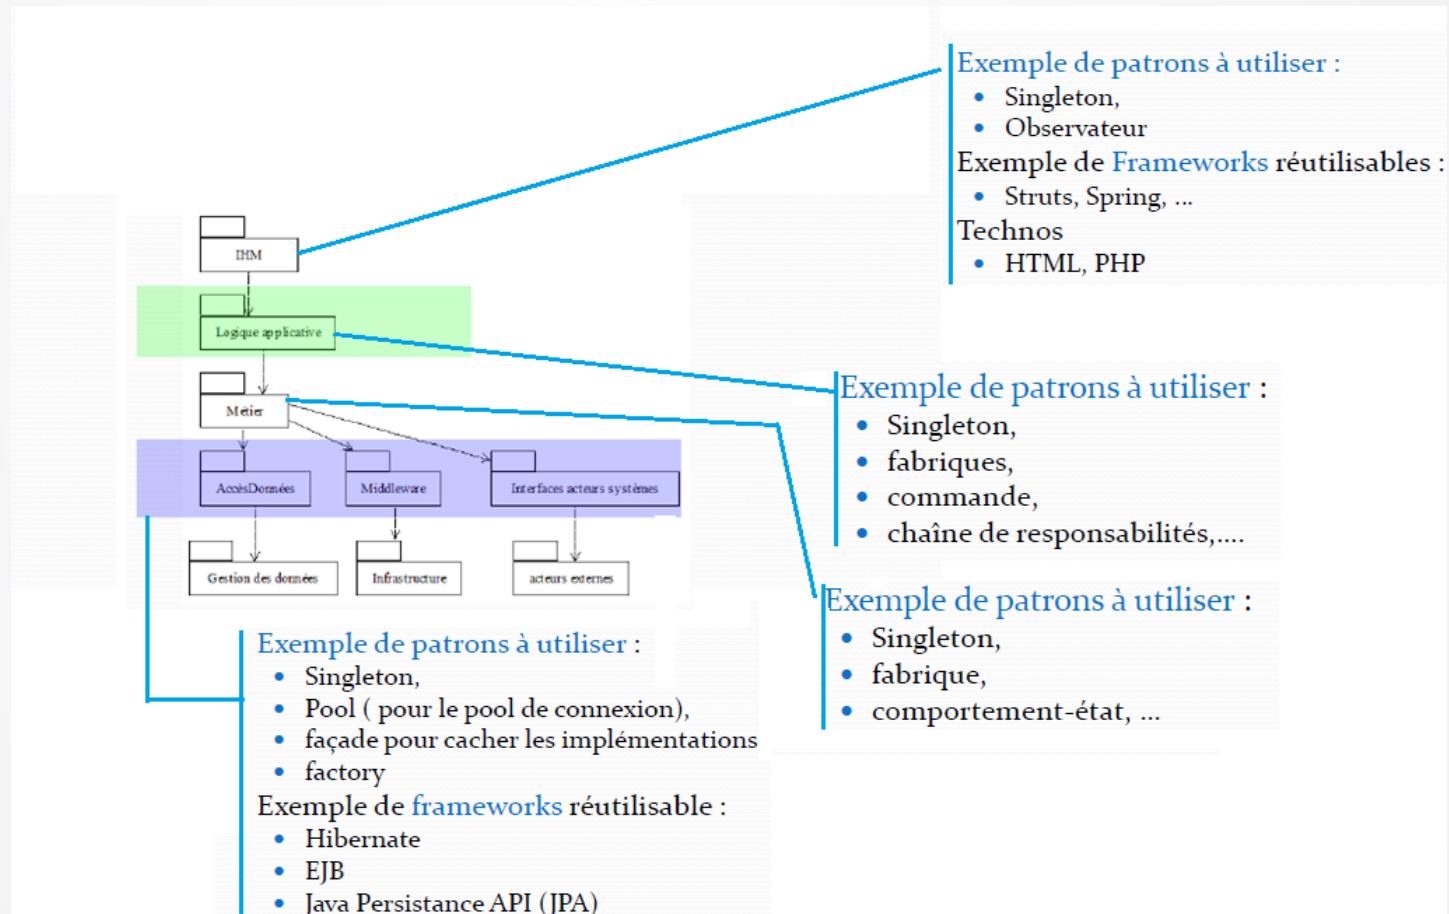 Exemple de patrons à utiliser :
• Singleton,
• Observateur
Exemple de Frameworks réutilisables :
• Struts, Spring, ...
Technos
• HTML, PHP
IHM
Logique applicative
Métier
AccèsDonnées
Middleware
Interfaces acteurs systèmes
Gestion des données
Infrastructure
acteurs externes
Exemple de patrons à utiliser :
• Singleton,
• fabriques,
• commande,
• chaîne de responsabilités,....
Exemple de patrons à utiliser :
• Singleton,
• fabrique,
• comportement-état, ...
Exemple de patrons à utiliser :
• Singleton,
• Pool ( pour le pool de connexion),
• façade pour cacher les implémentations
• factory
Exemple de frameworks réutilisable :
• Hibernate
• EJB
• Java Persistance API (JPA)